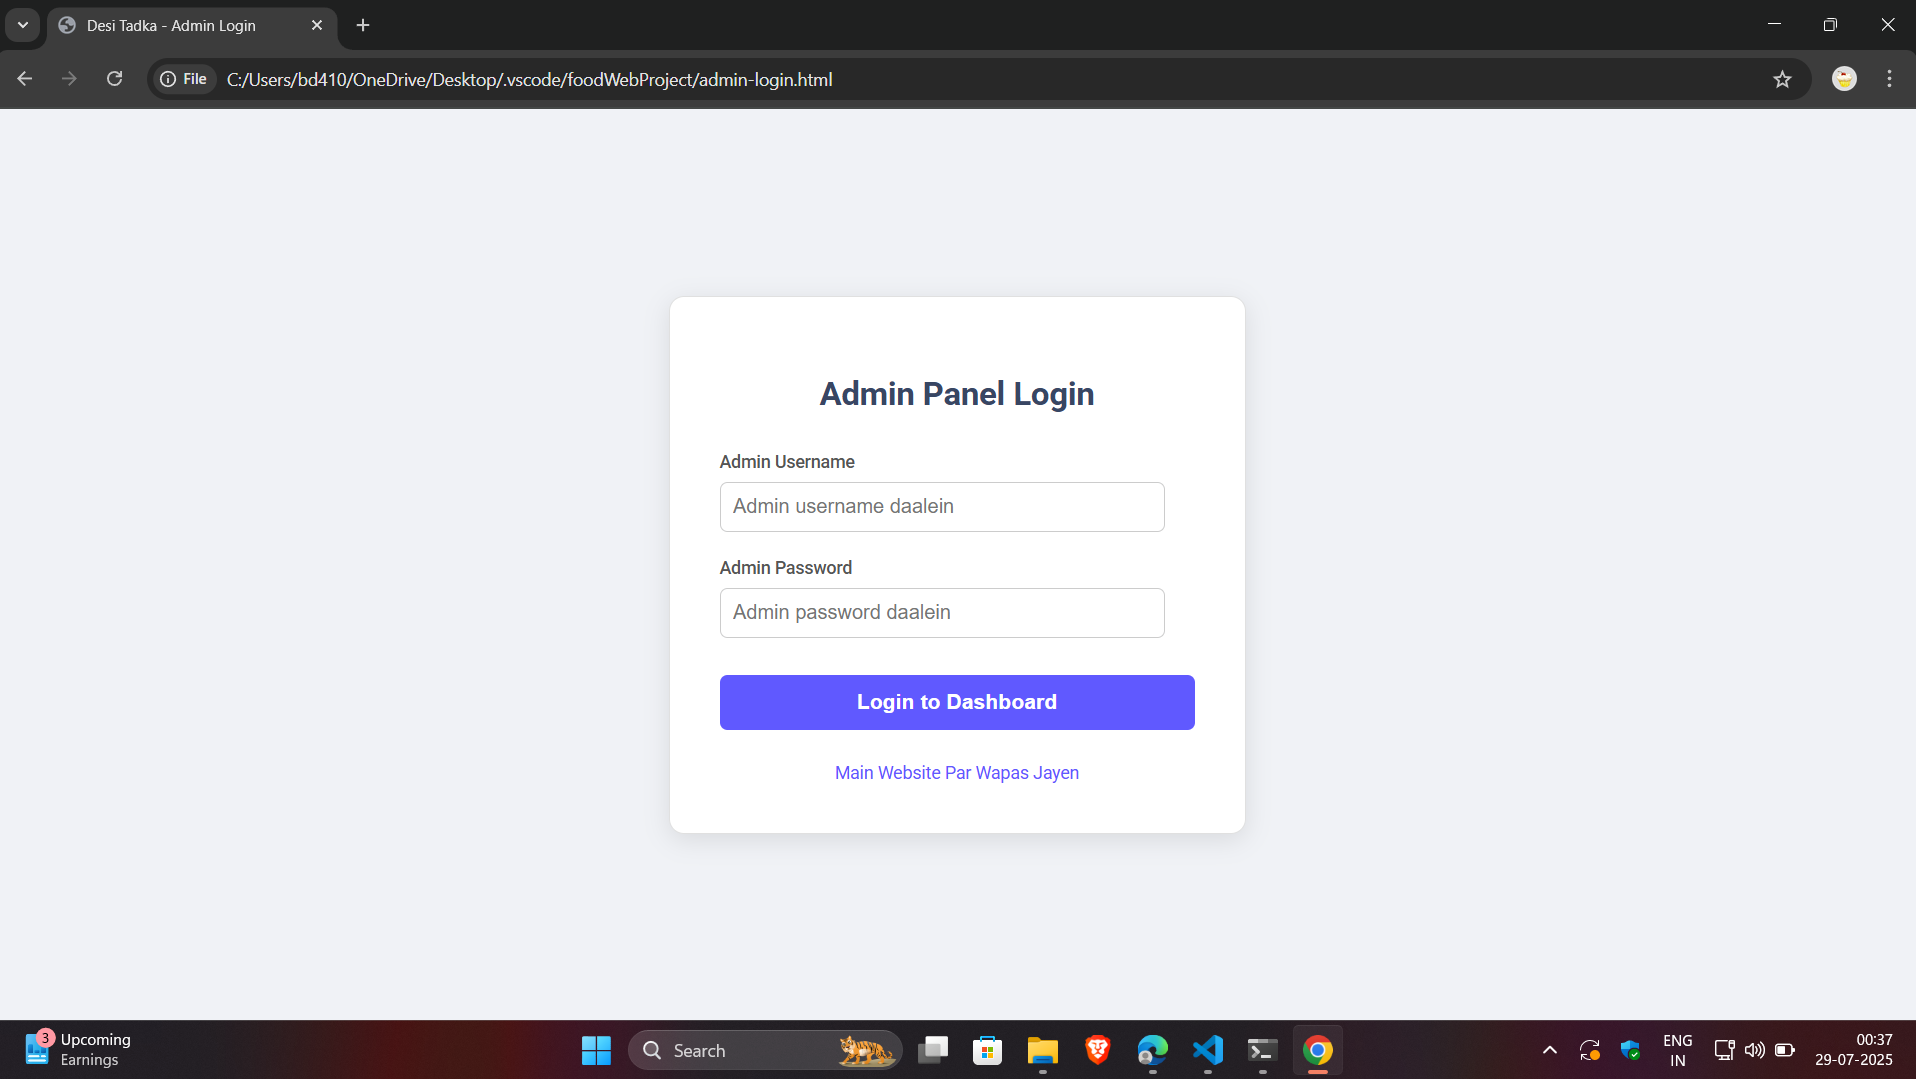 Desi Tadka - Admin Login
File
C:/Users/bd410/OneDrive/Desktop/.vscode/foodWebProject/admin-login.html
Admin Panel Login
Admin Username
Admin username daalein
Admin Password
Admin password daalein
Login to Dashboard
Main Website Par Wapas Jayen
3
Upcoming
Earnings
Search
ENG
IN
00:37
29-07-2025